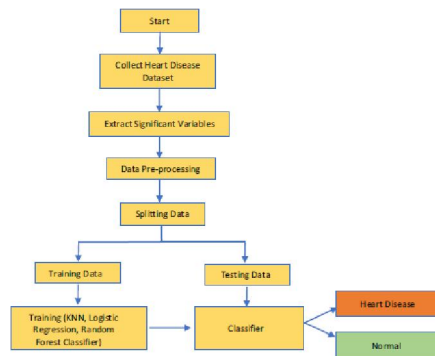 Start
Collect Heart Disease
Dataset
Extract Significant Variables
Data Pre-processing
Splitting Data
Training Data
Testing Data
Training (KNN, Logistic
Regression, Random
Forest Classifier)
Classifier
Heart Disease
Normal